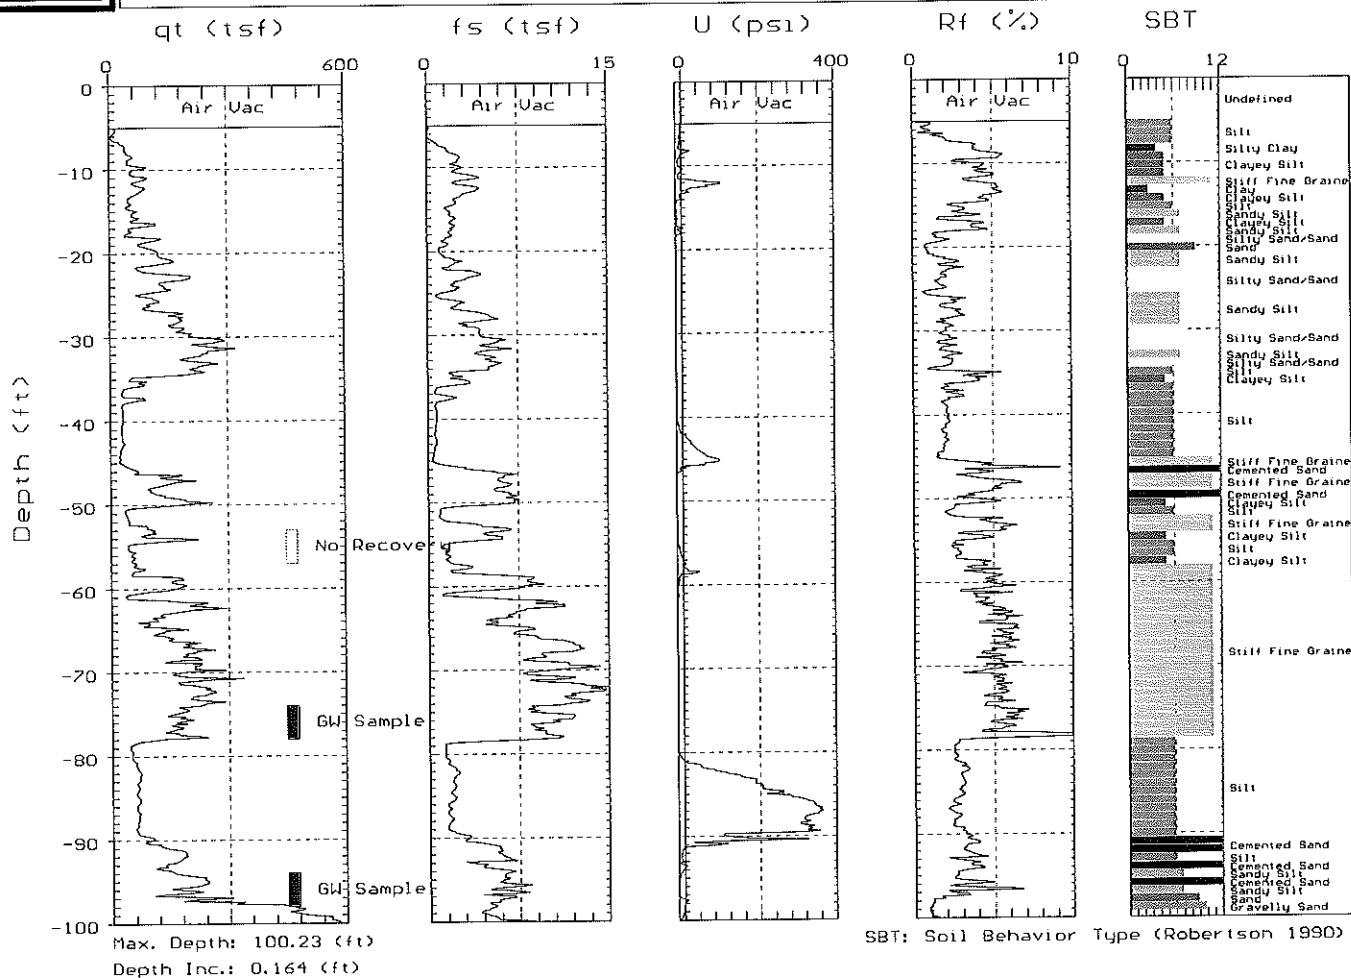 qt (tsf)
fs (tsf)
U (psi)
Rf (%)
SBT
0 600
0 15
0 400
0 10
0 12
Air Vac
Air Vac
Air Vac
Air Vac
Depth (ft)
0
-10
-20
-30
-40
-50
-60
-70
-80
-90
-100
No Recover
GW Sample
GW Sample
Undefined
Silt
Silty Clay
Clayey Silt
Stiff Fine Graine
Clay
Clayey Silt
Silt
Sandy Silt
Clayey Silt
Sandy Silt
Silty Sand/Sand
Sand
Sandy Silt
Silty Sand/Sand
Sandy Silt
Silty Sand/Sand
Sandy Silt
Silty Sand/Sand
Silt
Clayey Silt
Silt
Stiff Fine Graine
Cemented Sand
Stiff Fine Graine
Cemented Sand
Clayey Silt
Silt
Stiff Fine Graine
Clayey Silt
Silt
Clayey Silt
Stiff Fine Graine
Silt
Cemented Sand
Silt
Cemented Sand
Sandy Silt
Cemented Sand
Sandy Silt
Sand
Gravelly Sand
Max. Depth: 100.23 (ft)
Depth Inc.: 0.164 (ft)
SBT: Soil Behavior Type (Robertson 1990)